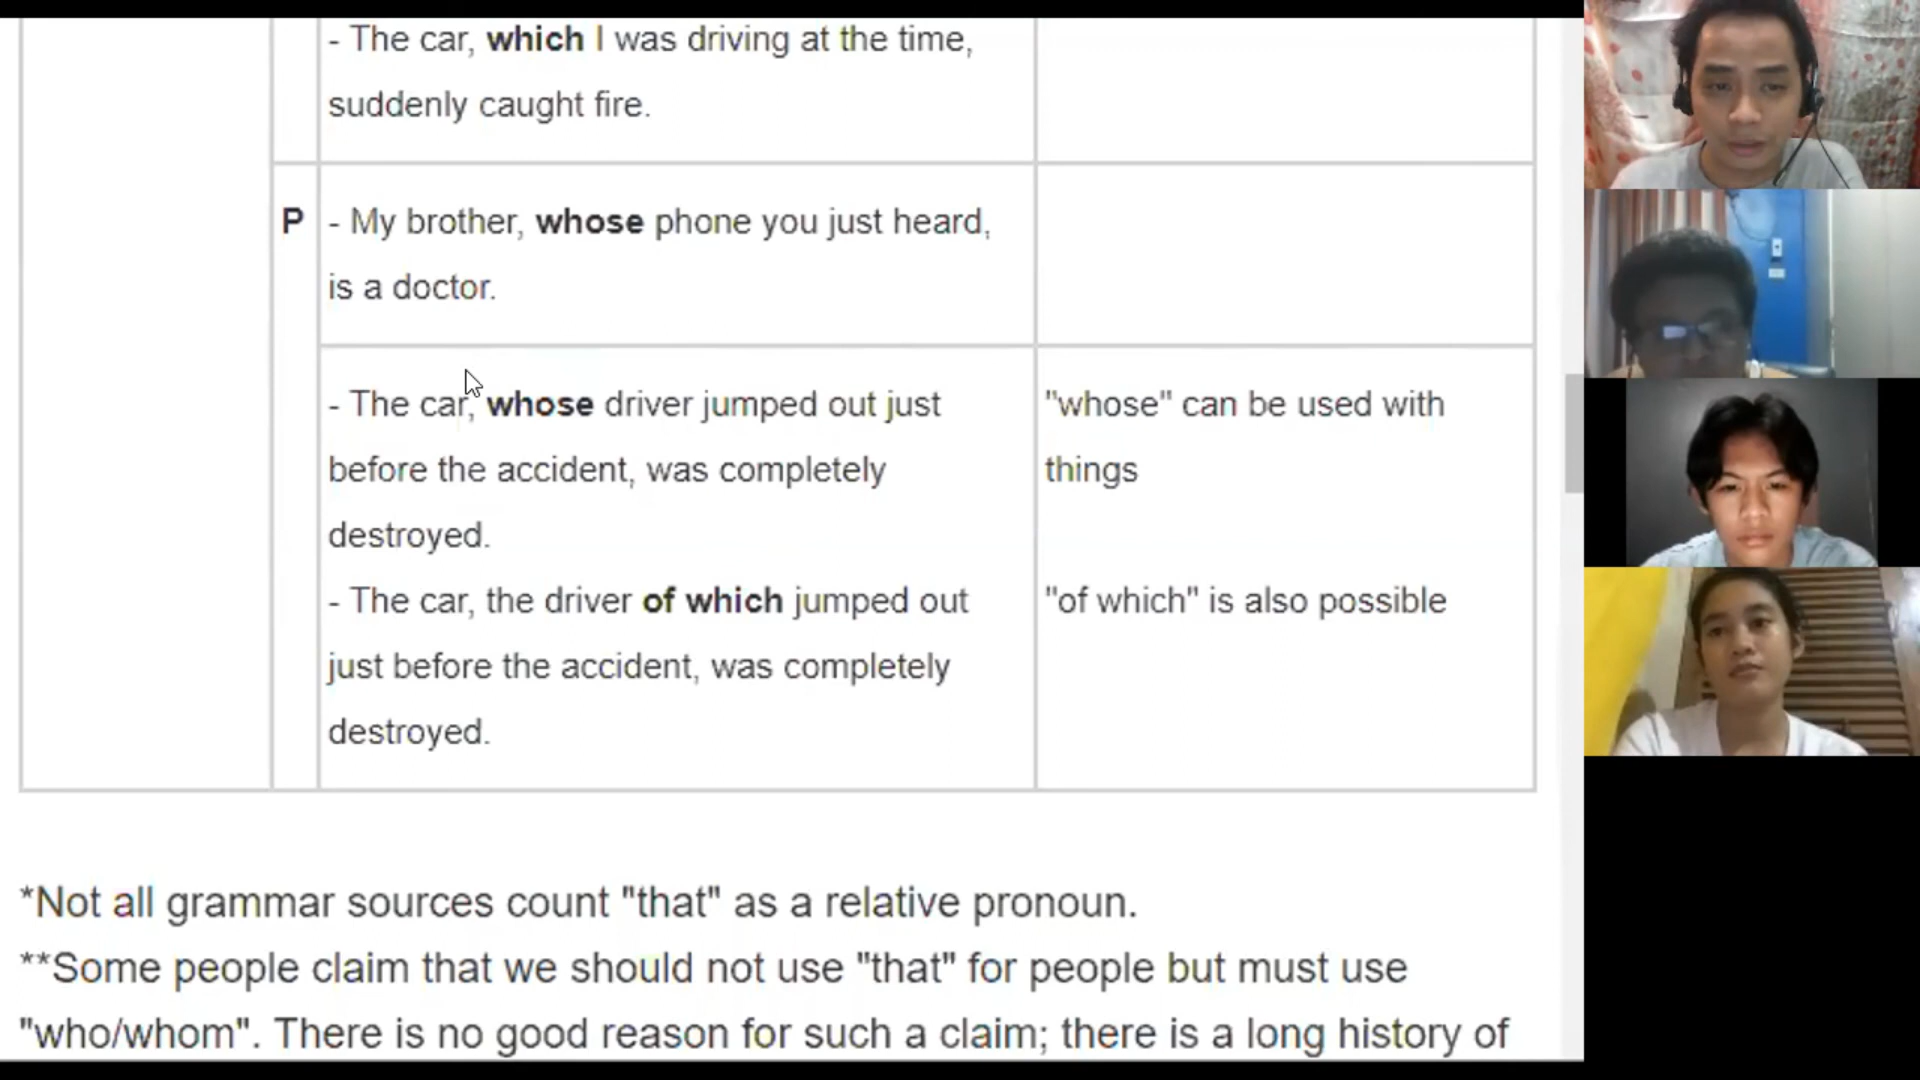 - The car, which I was driving at the time,
suddenly caught fire.
P
- My brother, whose phone you just heard,
is a doctor.
- The car, whose driver jumped out just
before the accident, was completely
destroyed.
"whose" can be used with
things
- The car, the driver of which jumped out
just before the accident, was completely
destroyed.
"of which" is also possible
*Not all grammar sources count "that" as a relative pronoun.
**Some people claim that we should not use "that" for people but must use
"who/whom". There is no good reason for such a claim; there is a long history of